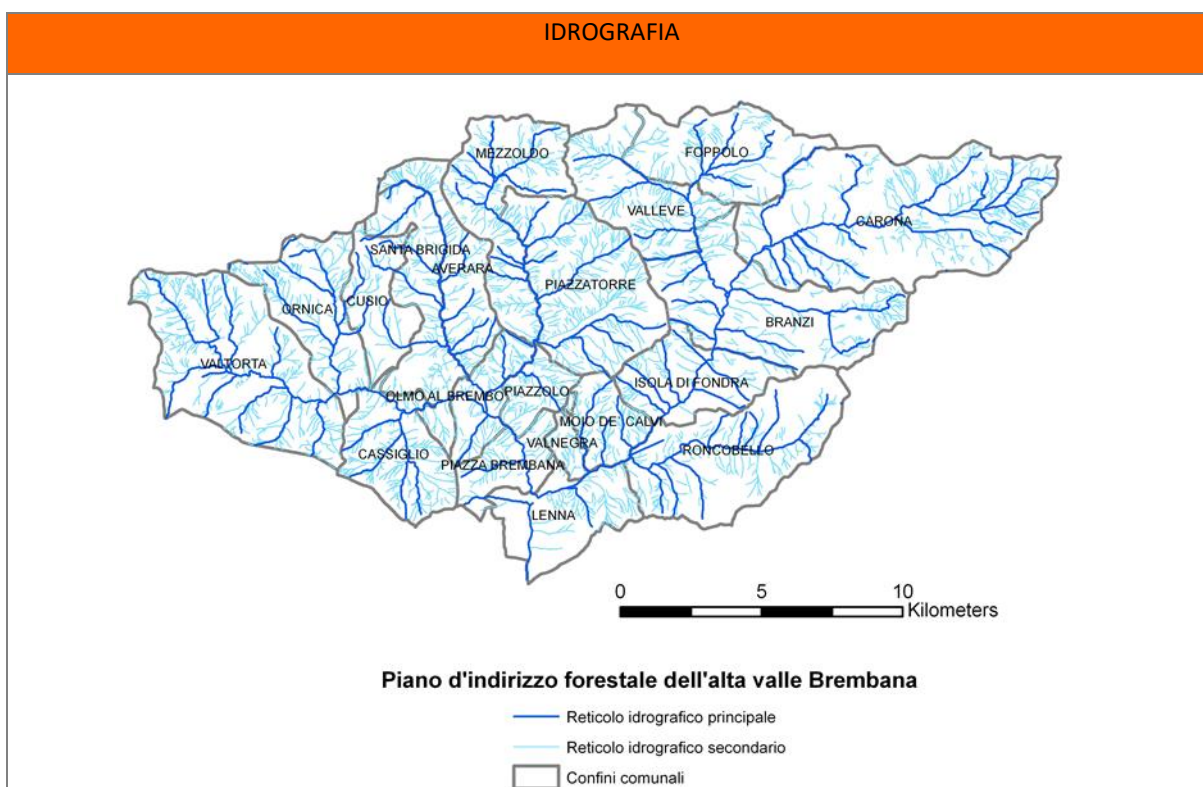 IDROGRAFIA
MEZZOLDO
FOPPOLO
VALLEVE
CARONA
SANTA BRIGIDA
AVERARA
PIAZZATORRE
ORNICA
CUSIO
BRANZI
VALTORTA
ISOLA DI FONDRA
OLMO AL BREMBO
PIAZZOLO
MOIO DE' CALVI
VALNEGRA
RONCOBELLO
CASSIGLIO
PIAZZA BREMBANA
LENNA
0 5 10
Kilometers
Piano d'indirizzo forestale dell'alta valle Brembana
Reticolo idrografico principale
Reticolo idrografico secondario
Confini comunali